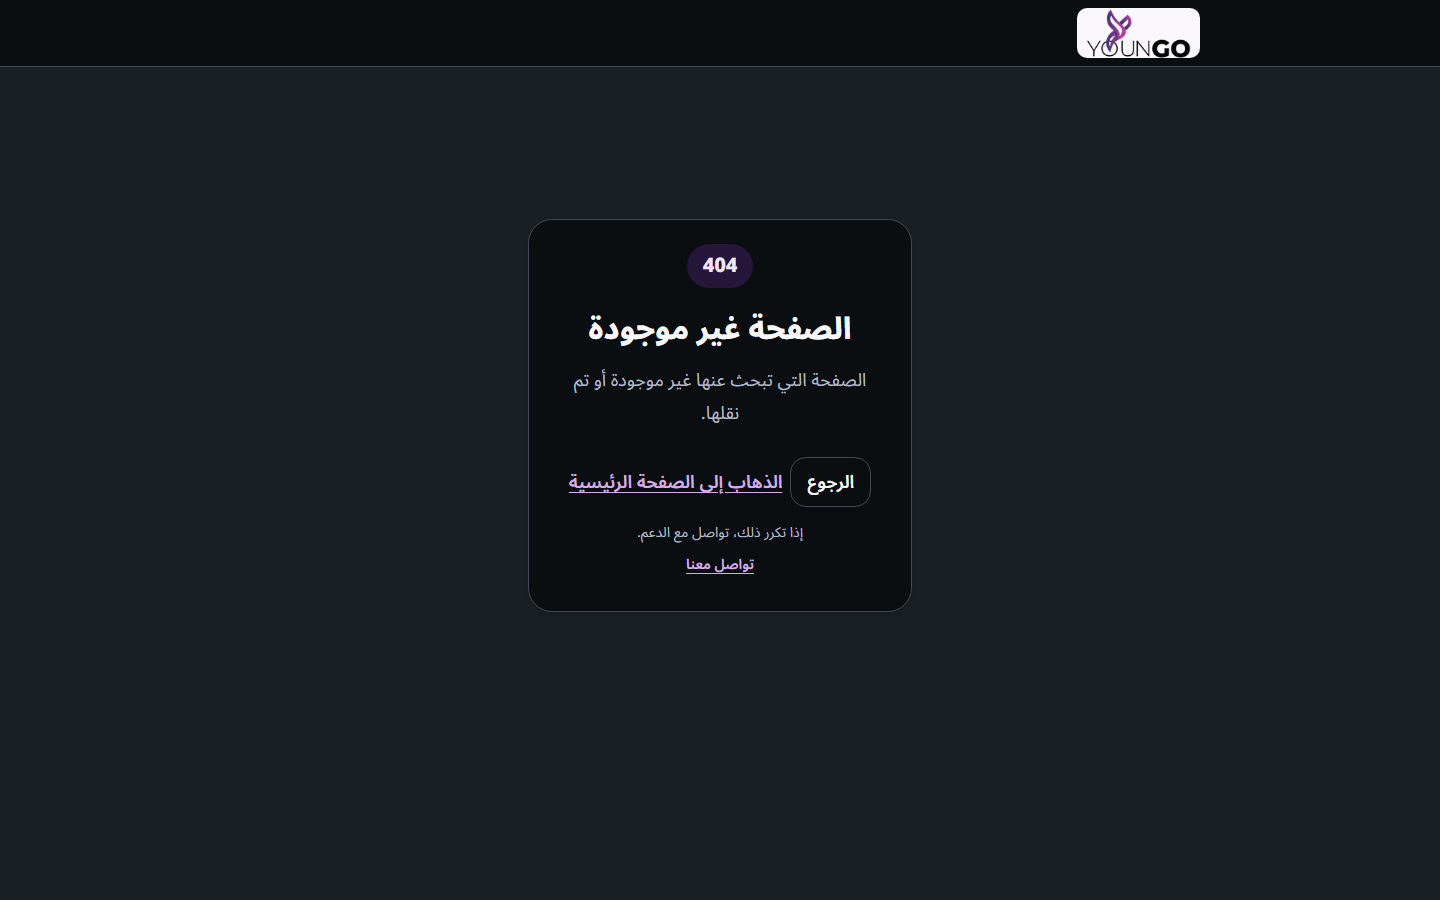 YOUNGO
404
الصفحة غير موجودة
الصفحة التي تبحث عنها غير موجودة أو تم
نقلها.
الرجوع
الذهاب إلى الصفحة الرئيسية
إذا تكرر ذلك، تواصل مع الدعم.
تواصل معنا